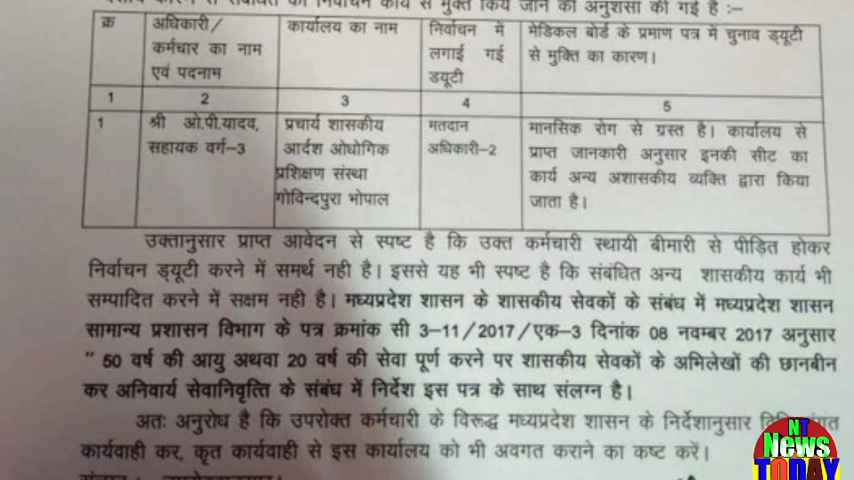 से संबंधित को निर्वाचन कार्य से मुक्त किये जाने की अनुशंसा की गई है :–
क्र
अधिकारी/
कर्मचार का नाम
एवं पदनाम
कार्यालय का नाम
निर्वाचन में
लगाई गई
डयूटी
मेडिकल बोर्ड के प्रमाण पत्र में चुनाव ड्यूटी
से मुक्ति का कारण।
1
2
3
4
5
1
श्री ओ.पी.यादव,
सहायक वर्ग–3
प्रचार्य शासकीय
आर्दश ओधोगिक
प्रशिक्षण संस्था
गोविन्दपुरा भोपाल
मतदान
अधिकारी–2
मानसिक रोग से ग्रस्त है। कार्यालय से
प्राप्त जानकारी अनुसार इनकी सीट का
कार्य अन्य अशासकीय व्यक्ति द्वारा किया
जाता है।
उक्तानुसार प्राप्त आवेदन से स्पष्ट है कि उक्त कर्मचारी स्थायी बीमारी से पीड़ित होकर
निर्वाचन ड्यूटी करने में समर्थ नही है। इससे यह भी स्पष्ट है कि संबंधित अन्य शासकीय कार्य भी
सम्पादित करने में सक्षम नही है। मध्यप्रदेश शासन के शासकीय सेवकों के संबंध में मध्यप्रदेश शासन
सामान्य प्रशासन विभाग के पत्र क्रमांक सी 3–11/2017/एक–3 दिनांक 08 नवम्बर 2017 अनुसार
" 50 वर्ष की आयु अथवा 20 वर्ष की सेवा पूर्ण करने पर शासकीय सेवकों के अभिलेखों की छानबीन
कर अनिवार्य सेवानिवृत्ति के संबंध में निर्देश इस पत्र के साथ संलग्न है।
अतः अनुरोध है कि उपरोक्त कर्मचारी के विरूद्ध मध्यप्रदेश शासन के निर्देशानुसार
कार्यवाही कर, कृत कार्यवाही से इस कार्यालय को भी अवगत कराने का कष्ट करें।
NT
News
TODAY